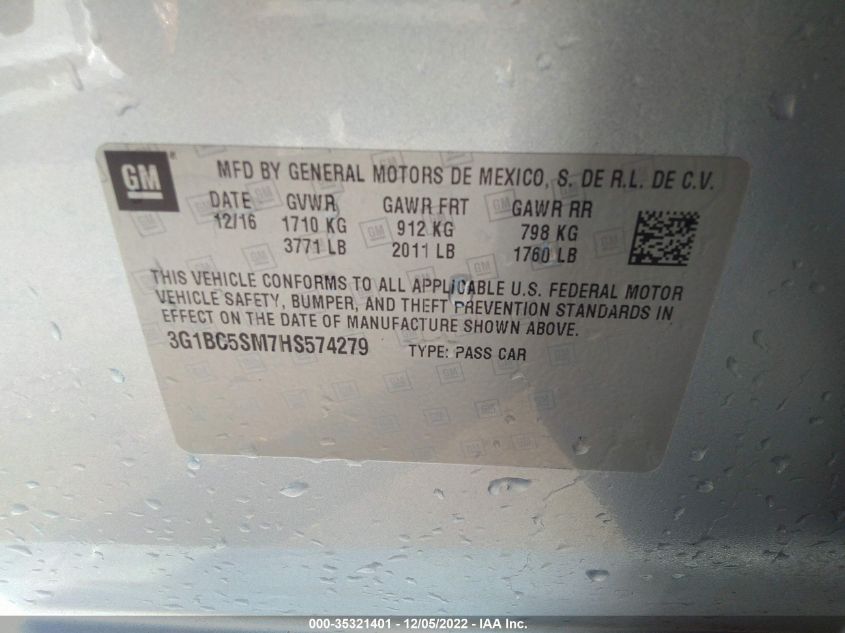 GM
MFD BY GENERAL MOTORS DE MEXICO, S. DE R.L. DE C.V.
DATE GVWR GAWR FRT GAWR RR
12/16 1710 KG 912 KG 798 KG
3771 LB 2011 LB 1760 LB
THIS VEHICLE CONFORMS TO ALL APPLICABLE U.S. FEDERAL MOTOR
VEHICLE SAFETY, BUMPER, AND THEFT PREVENTION STANDARDS IN
EFFECT ON THE DATE OF MANUFACTURE SHOWN ABOVE.
3G1BC5SM7HS574279 TYPE: PASS CAR
000-35321401 - 12/05/2022 - IAA Inc.